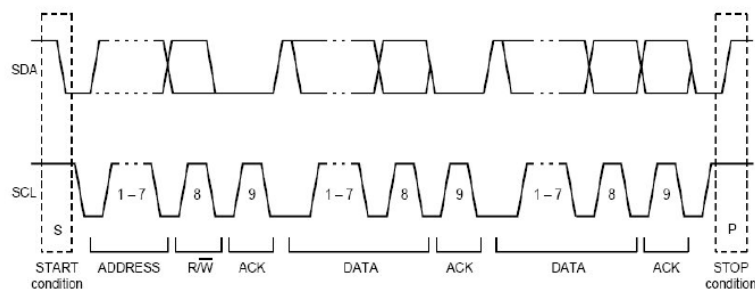 SDA
SCL
1 – 7
8
9
1 – 7
8
9
1 – 7
8
9
S
P
START
condition
ADDRESS
R/W̅
ACK
DATA
ACK
DATA
ACK
STOP
condition